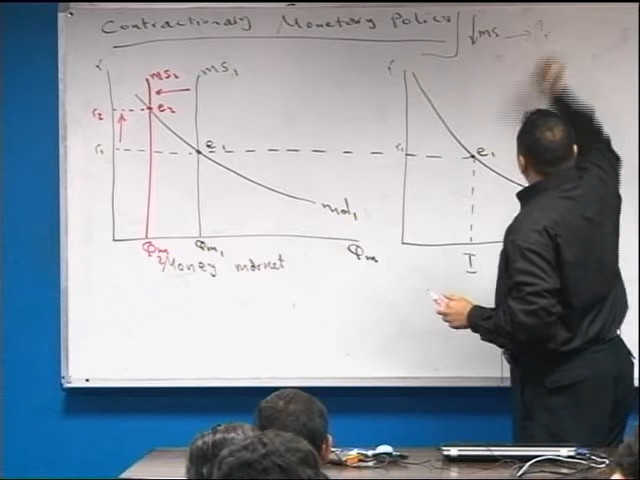 Contractionary Monetary Policy
↓MS → ↑r
r
MS2
MS1
r2
e2
r1
e1
md1
Qm2
Qm1
Qm
Money market
r
r1
e1
I